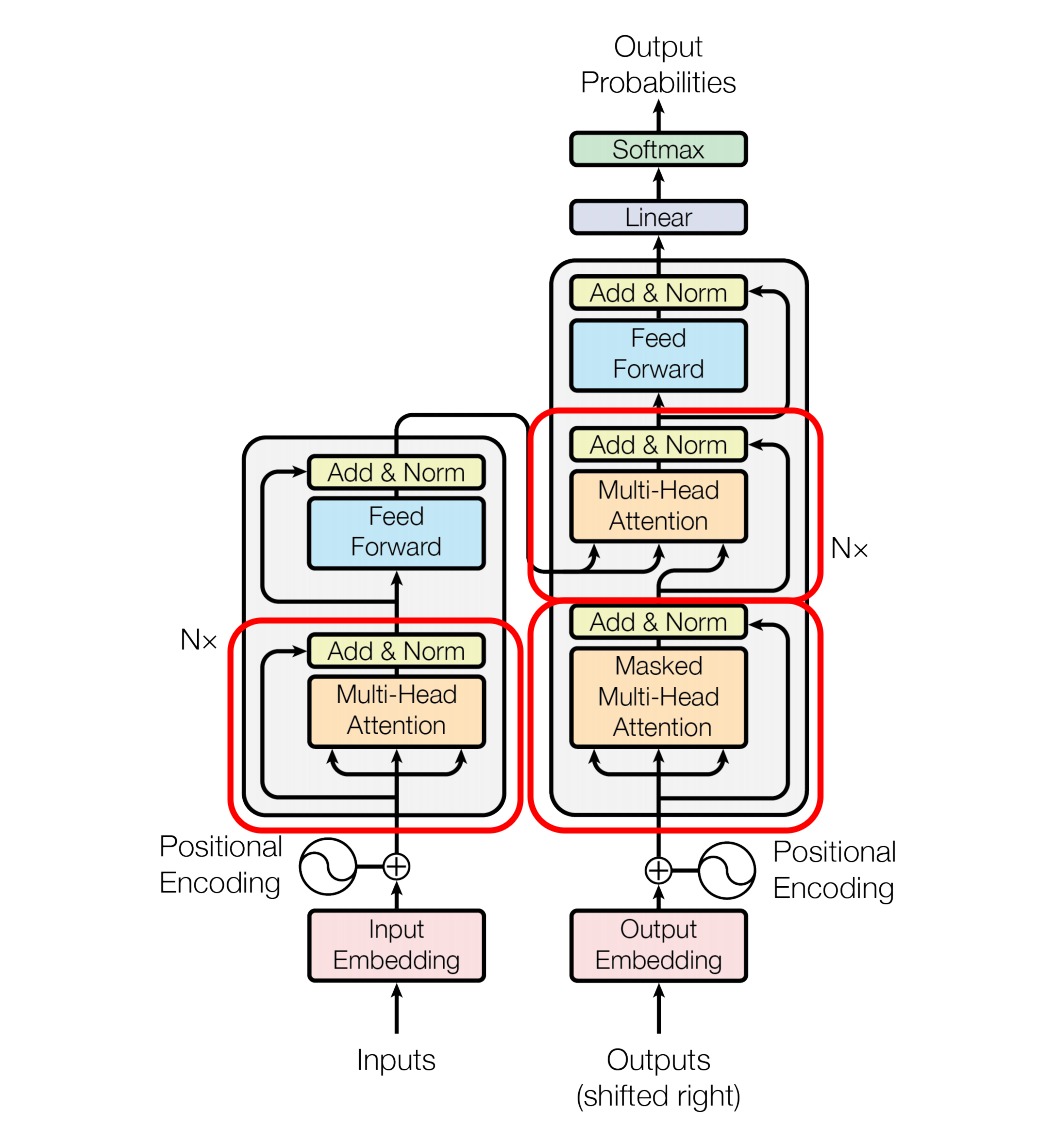 Output
Probabilities
Softmax
Linear
Add & Norm
Feed
Forward
Add & Norm
Multi-Head
Attention
N×
Add & Norm
Masked
Multi-Head
Attention
Add & Norm
Feed
Forward
N×
Add & Norm
Multi-Head
Attention
Positional
Encoding
Positional
Encoding
Input
Embedding
Output
Embedding
Inputs
Outputs
(shifted right)